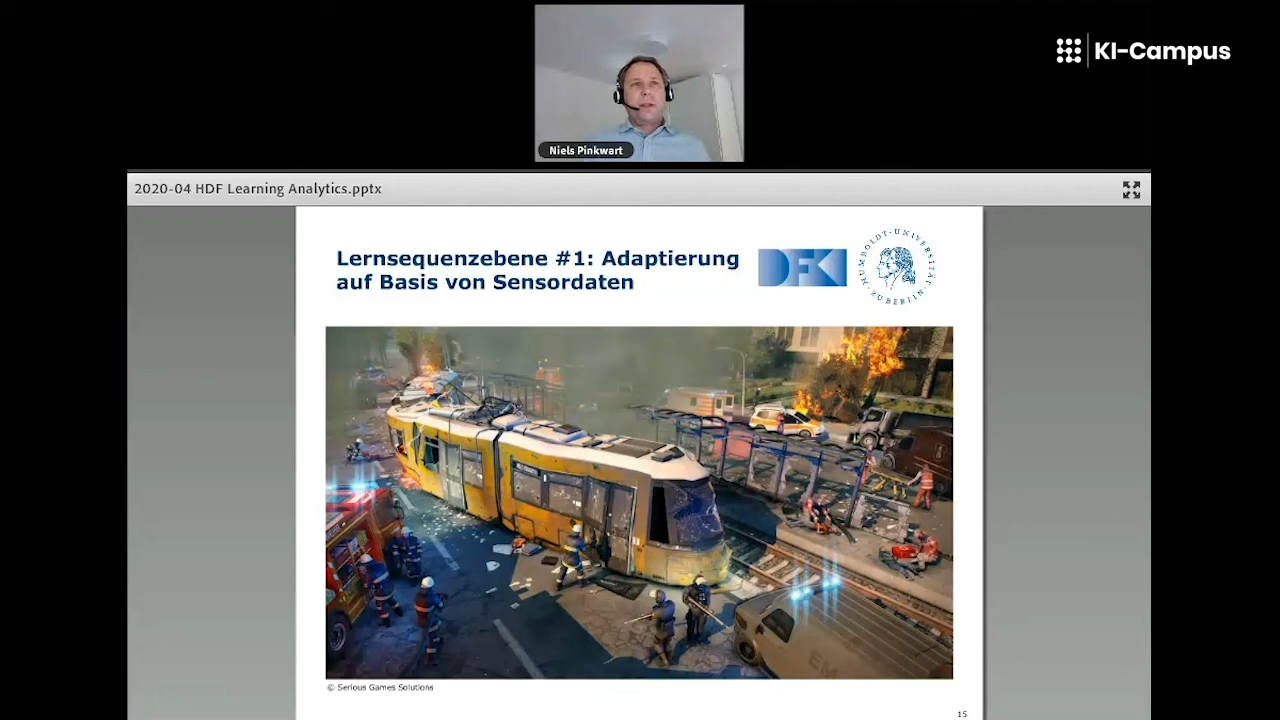 KI-Campus
Niels Pinkwart
2020-04 HDF Learning Analytics.pptx
Lernsequenzebene #1: Adaptierung
auf Basis von Sensordaten
DFKI
HUMBOLDT-UNIVERSITÄT
ZU BERLIN
© Serious Games Solutions
15